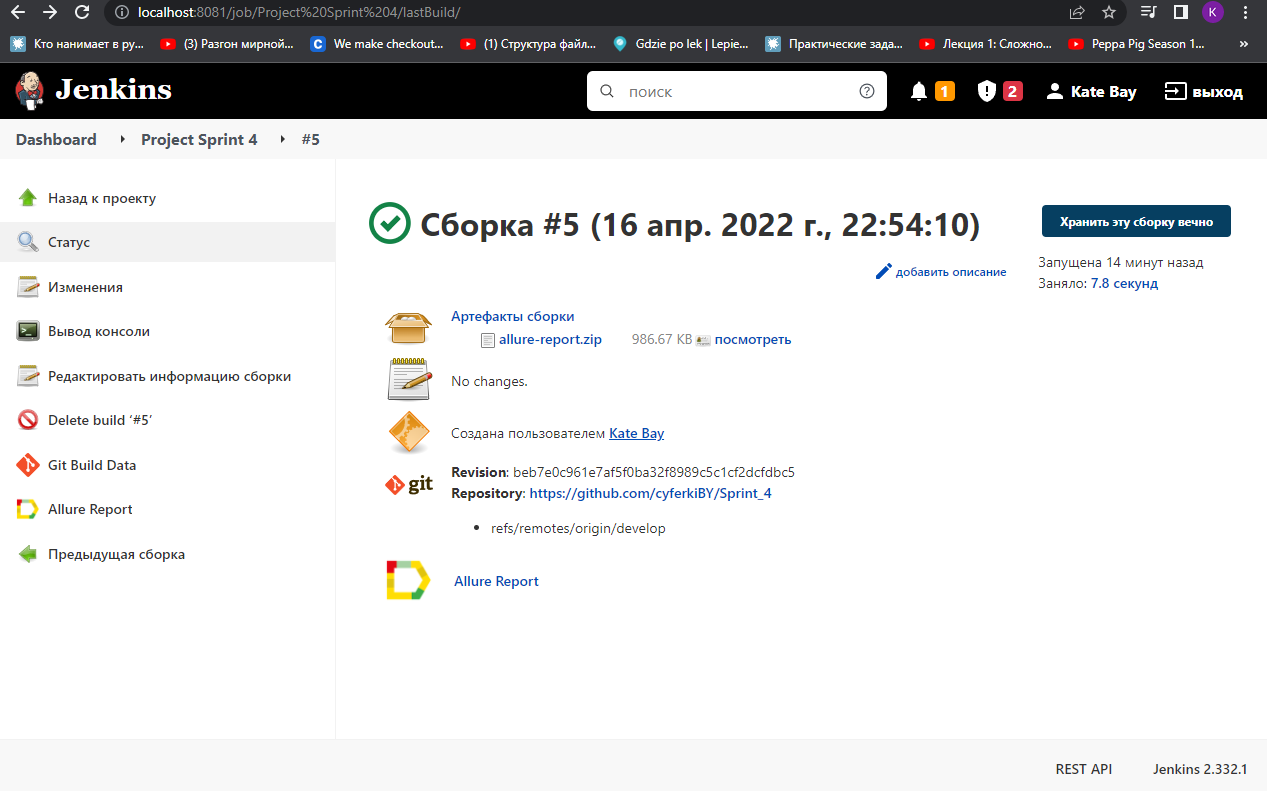 localhost:8081/job/Project%20Sprint%204/lastBuild/
K
Кто нанимает в ру... (3) Разгон мирной... We make checkout... (1) Структура файл... Gdzie po lek | Lepie... Практические зада... Лекция 1: Сложно... Peppa Pig Season 1... »
Jenkins поиск 1 2 Kate Bay выход
Dashboard Project Sprint 4 #5
Назад к проекту
Статус
Изменения
Вывод консоли
Редактировать информацию сборки
Delete build ‘#5’
Git Build Data
Allure Report
Предыдущая сборка
Сборка #5 (16 апр. 2022 г., 22:54:10)
Хранить эту сборку вечно
добавить описание
Запущена 14 минут назад
Заняло: 7.8 секунд
Артефакты сборки
allure-report.zip 986.67 KB посмотреть
No changes.
Создана пользователем Kate Bay
git
Revision: beb7e0c961e7af5f0ba32f8989c5c1cf2dcfdbc5
Repository: https://github.com/cyferkiBY/Sprint_4
• refs/remotes/origin/develop
Allure Report
REST API Jenkins 2.332.1